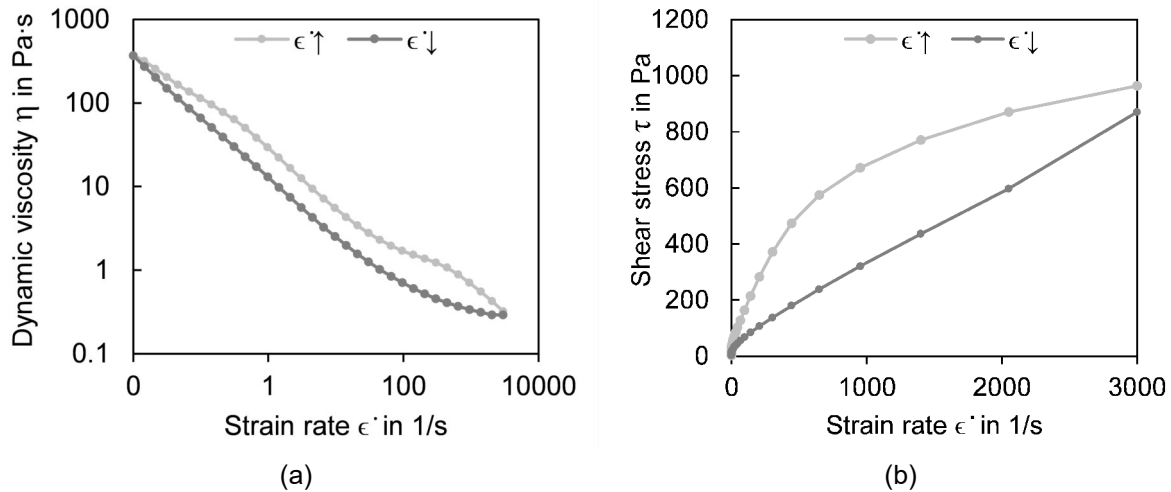 Dynamic viscosity η in Pa·s
1000
100
10
1
0.1
ϵ˙↑ ϵ˙↓
0 1 100 10000
Strain rate ϵ˙ in 1/s
(a)
Shear stress τ in Pa
1200
1000
800
600
400
200
0
ϵ˙↑ ϵ˙↓
0 1000 2000 3000
Strain rate ϵ˙ in 1/s
(b)